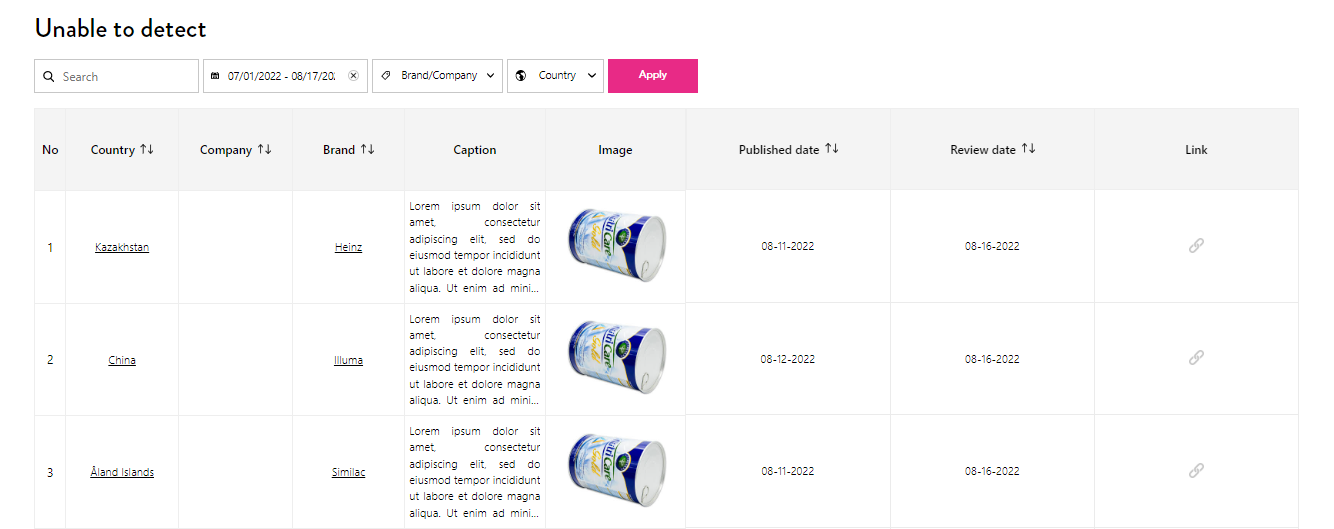 Unable to detect
Search
07/01/2022 - 08/17/202
Brand/Company
Country
Apply
No
Country
Company
Brand
Caption
Image
Published date
Review date
Link
1
Kazakhstan
Heinz
Lorem ipsum dolor sit
amet, consectetur
adipiscing elit, sed do
eiusmod tempor incididunt
ut labore et dolore magna
aliqua. Ut enim ad mini...
NutriCare
Gold
08-11-2022
08-16-2022
2
China
Illuma
Lorem ipsum dolor sit
amet, consectetur
adipiscing elit, sed do
eiusmod tempor incididunt
ut labore et dolore magna
aliqua. Ut enim ad mini...
NutriCare
Gold
08-12-2022
08-16-2022
3
Åland Islands
Similac
Lorem ipsum dolor sit
amet, consectetur
adipiscing elit, sed do
eiusmod tempor incididunt
ut labore et dolore magna
aliqua. Ut enim ad mini...
NutriCare
Gold
08-11-2022
08-16-2022